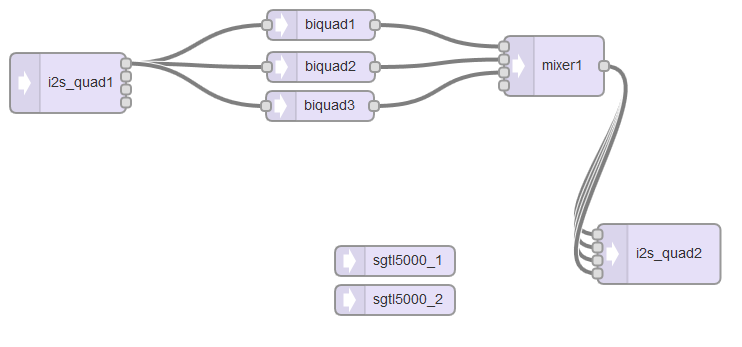 biquad1
i2s_quad1
biquad2
mixer1
biquad3
sgtl5000_1
i2s_quad2
sgtl5000_2